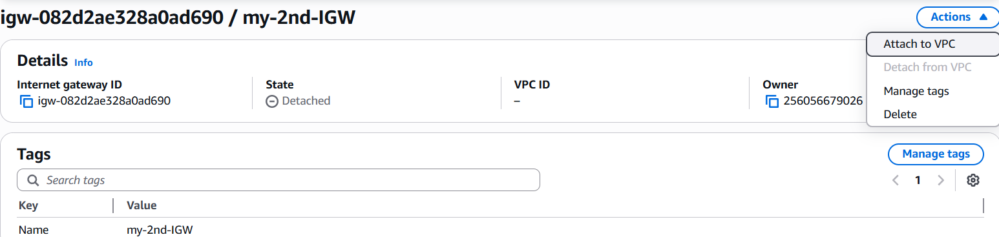 igw-082d2ae328a0ad690 / my-2nd-IGW
Actions
Attach to VPC
Detach from VPC
Manage tags
Delete
Details Info
Internet gateway ID
igw-082d2ae328a0ad690
State
Detached
VPC ID
–
Owner
256056679026
Tags
Manage tags
Search tags
1
Key Value
Name my-2nd-IGW